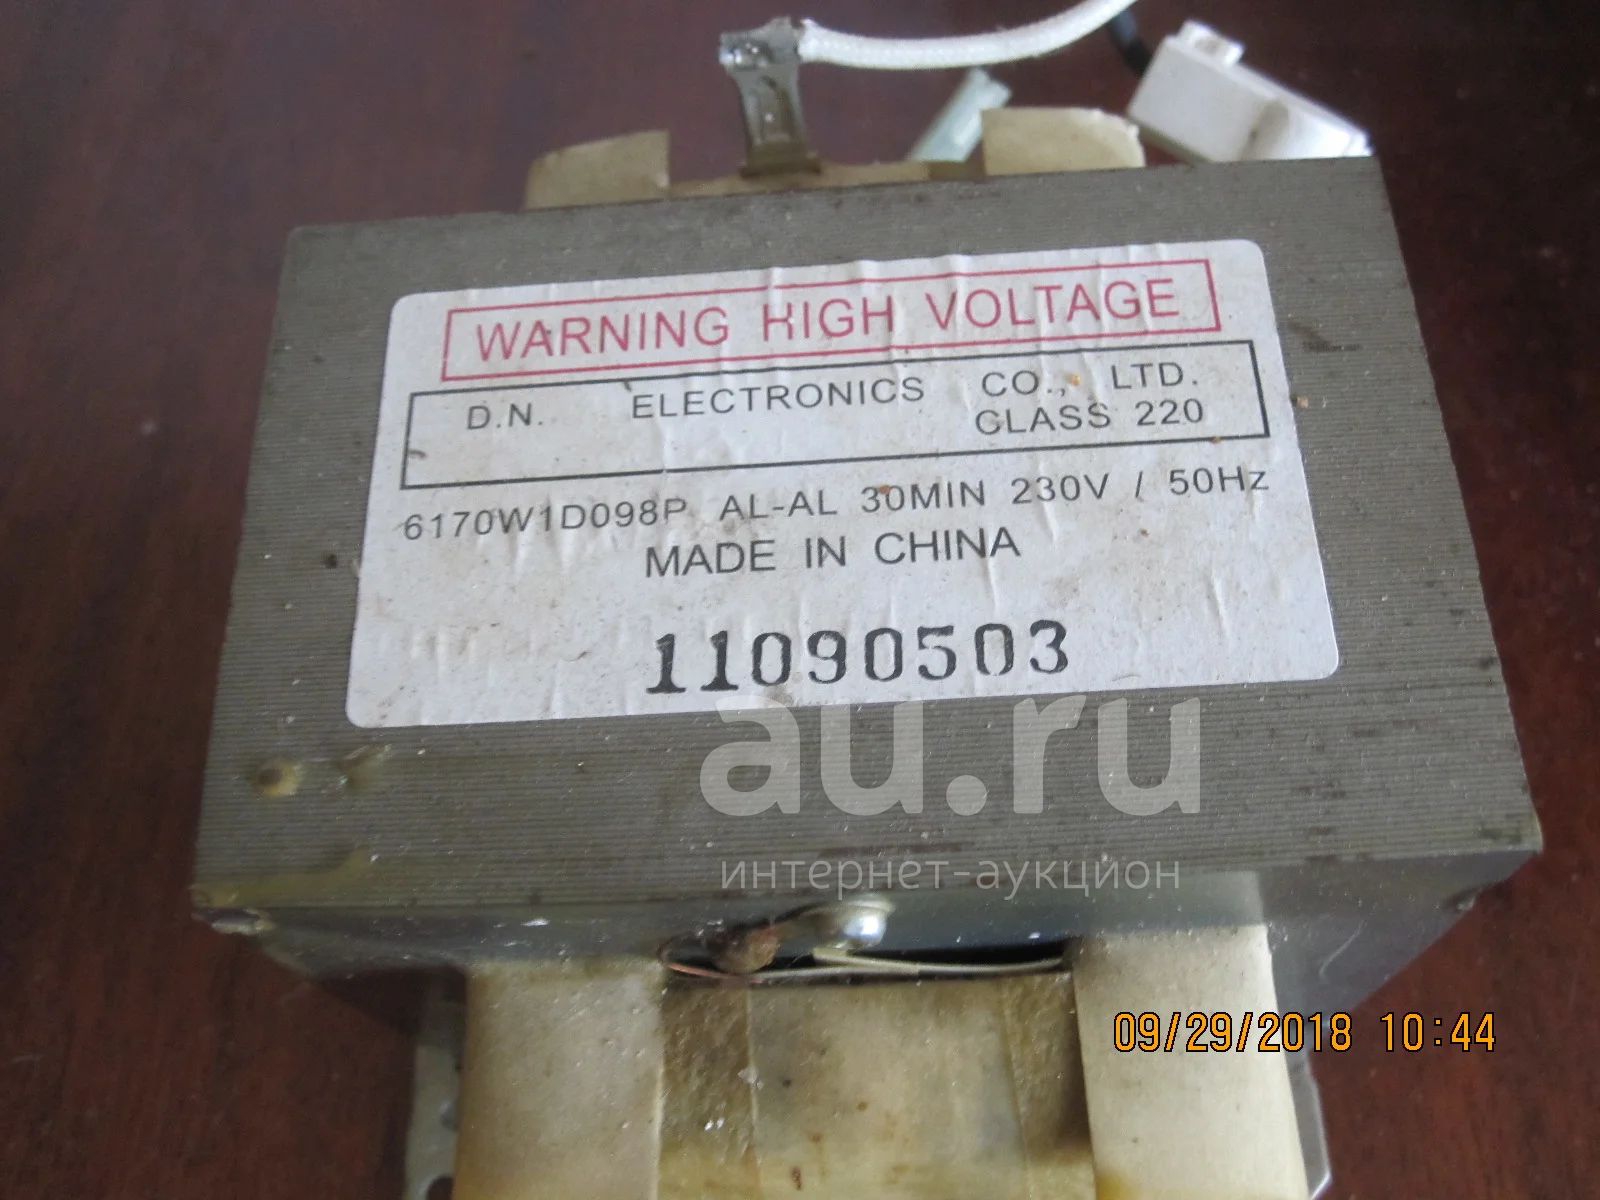 WARNING HIGH VOLTAGE
D.N. ELECTRONICS CO., LTD.
CLASS 220
6170W1D098P AL-AL 30MIN 230V / 50Hz
MADE IN CHINA
11090503
au.ru
интернет-аукцион
09/29/2018 10:44